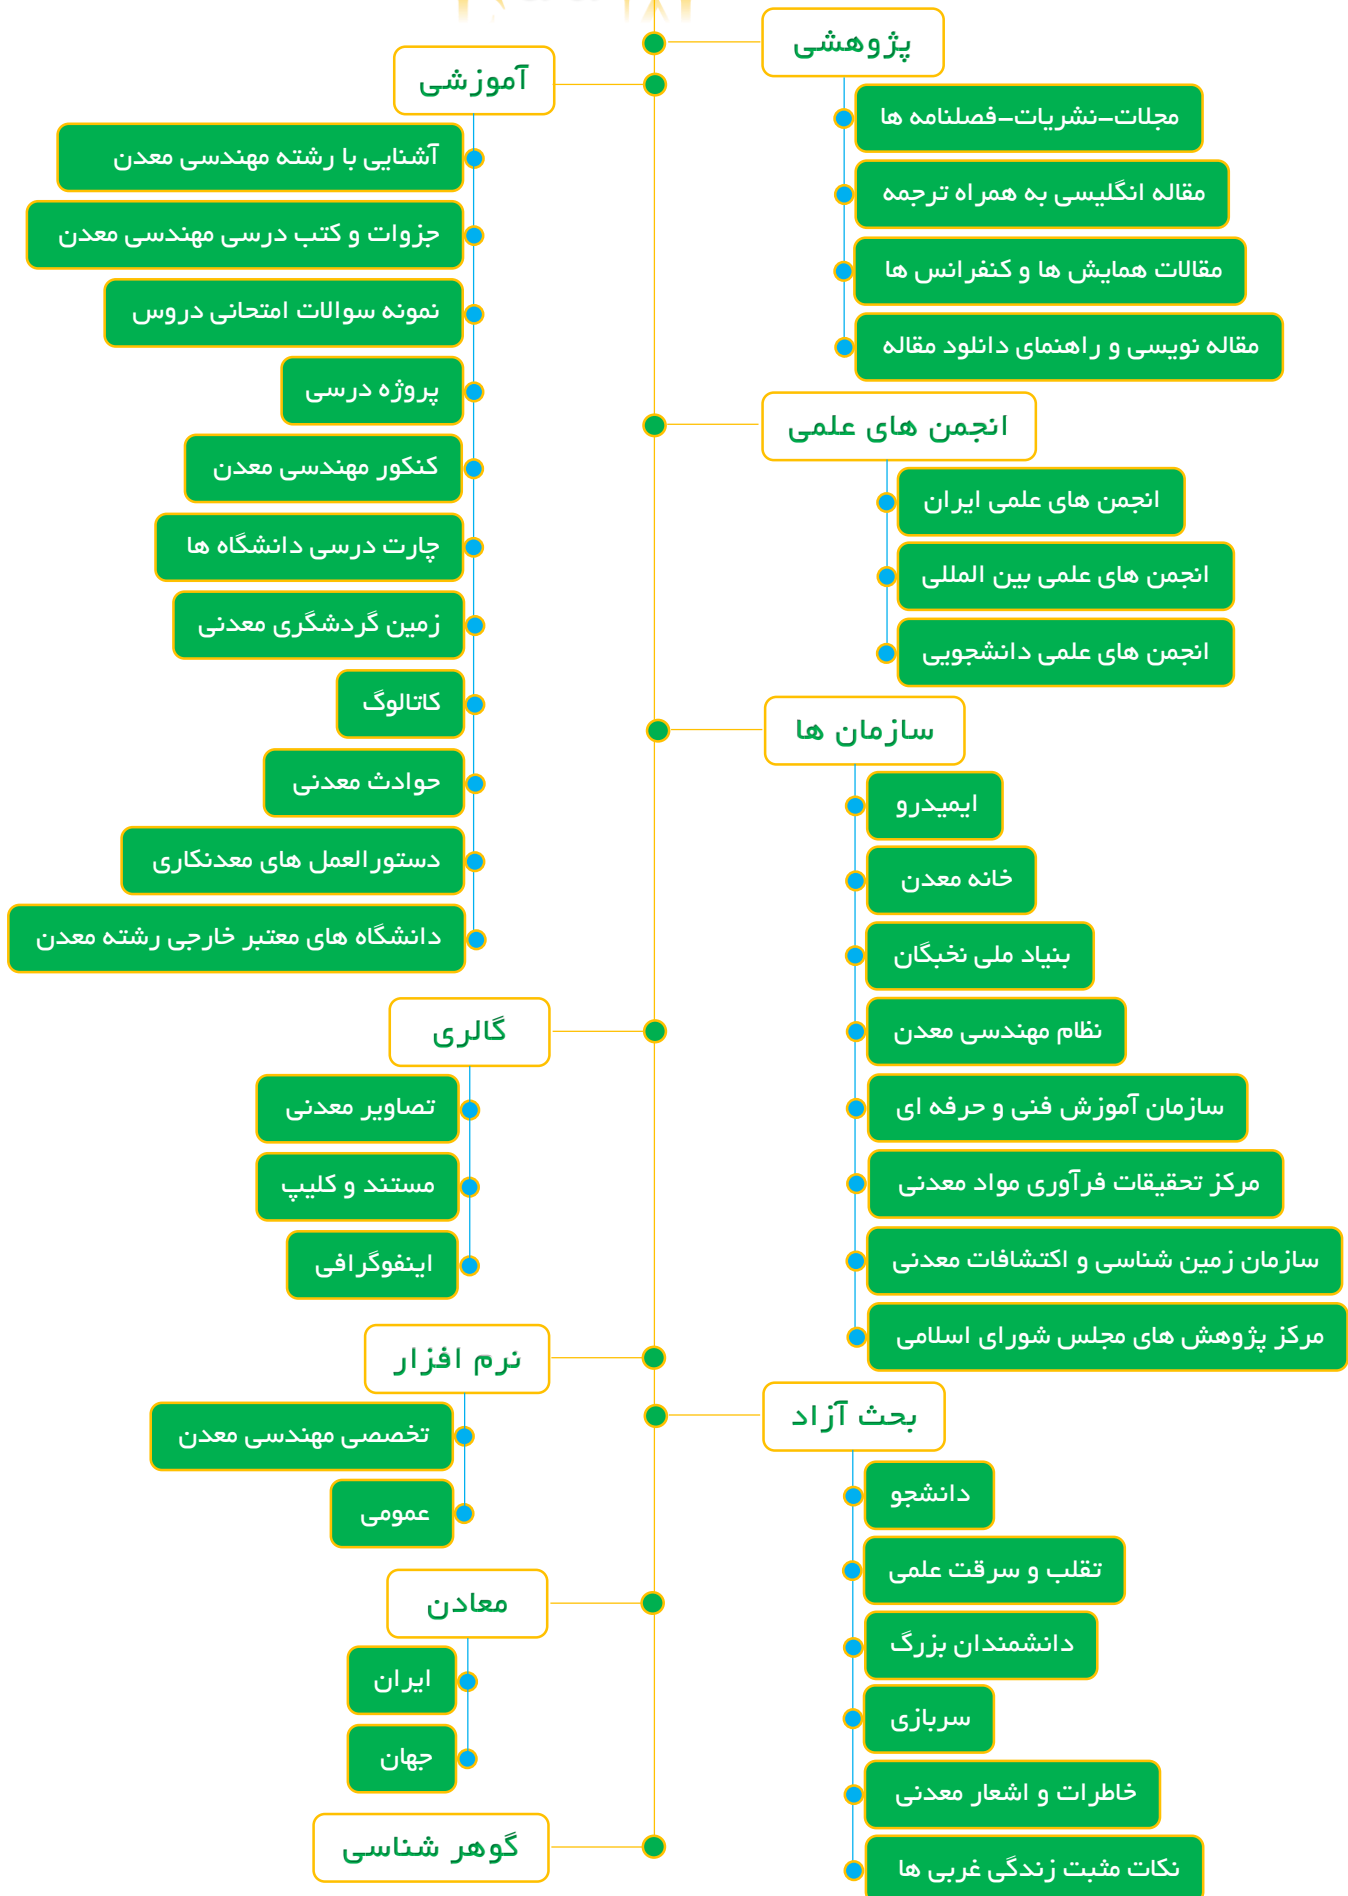 پژوهشی
مجلات-نشریات-فصلنامه ها
مقاله انگلیسی به همراه ترجمه
مقالات همایش ها و کنفرانس ها
مقاله نویسی و راهنمای دانلود مقاله
انجمن های علمی
انجمن های علمی ایران
انجمن های علمی بین المللی
انجمن های علمی دانشجویی
سازمان ها
ایمیدرو
خانه معدن
بنیاد ملی نخبگان
نظام مهندسی معدن
سازمان آموزش فنی و حرفه ای
مرکز تحقیقات فرآوری مواد معدنی
سازمان زمین شناسی و اکتشافات معدنی
مرکز پژوهش های مجلس شورای اسلامی
بحث آزاد
دانشجو
تقلب و سرقت علمی
دانشمندان بزرگ
سربازی
خاطرات و اشعار معدنی
نکات مثبت زندگی غربی ها
آموزشی
آشنایی با رشته مهندسی معدن
جزوات و کتب درسی مهندسی معدن
نمونه سوالات امتحانی دروس
پروژه درسی
کنکور مهندسی معدن
چارت درسی دانشگاه ها
زمین گردشگری معدنی
کاتالوگ
حوادث معدنی
دستورالعمل های معدنکاری
دانشگاه های معتبر خارجی رشته معدن
گالری
تصاویر معدنی
مستند و کلیپ
اینفوگرافی
نرم افزار
تخصصی مهندسی معدن
عمومی
معادن
ایران
جهان
گوهر شناسی